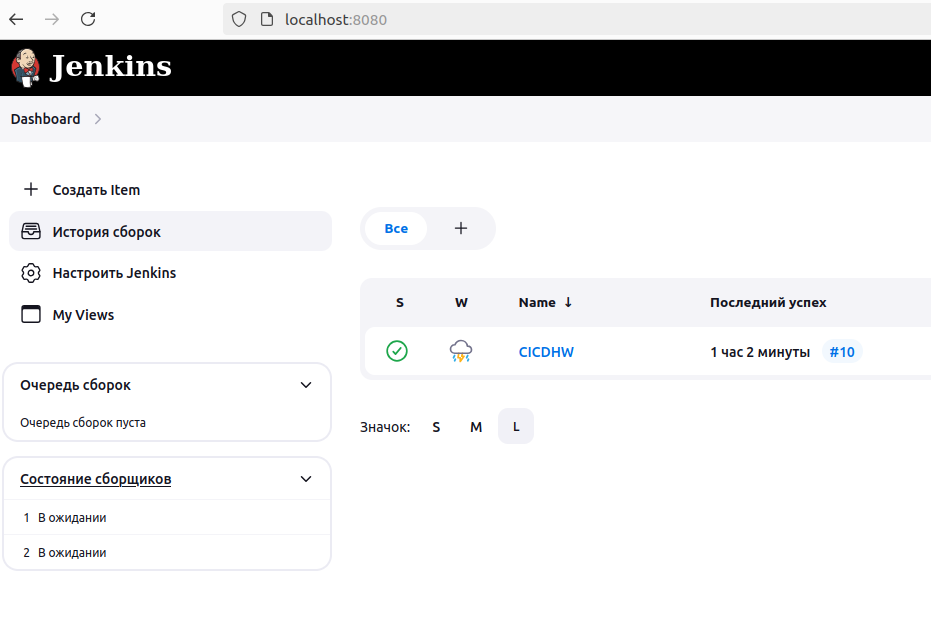 localhost:8080
Jenkins
Dashboard
Создать Item
История сборок
Настроить Jenkins
My Views
Очередь сборок
Очередь сборок пуста
Состояние сборщиков
1 В ожидании
2 В ожидании
Все +
S W Name ↓ Последний успех
CICDHW 1 час 2 минуты #10
Значок: S M L